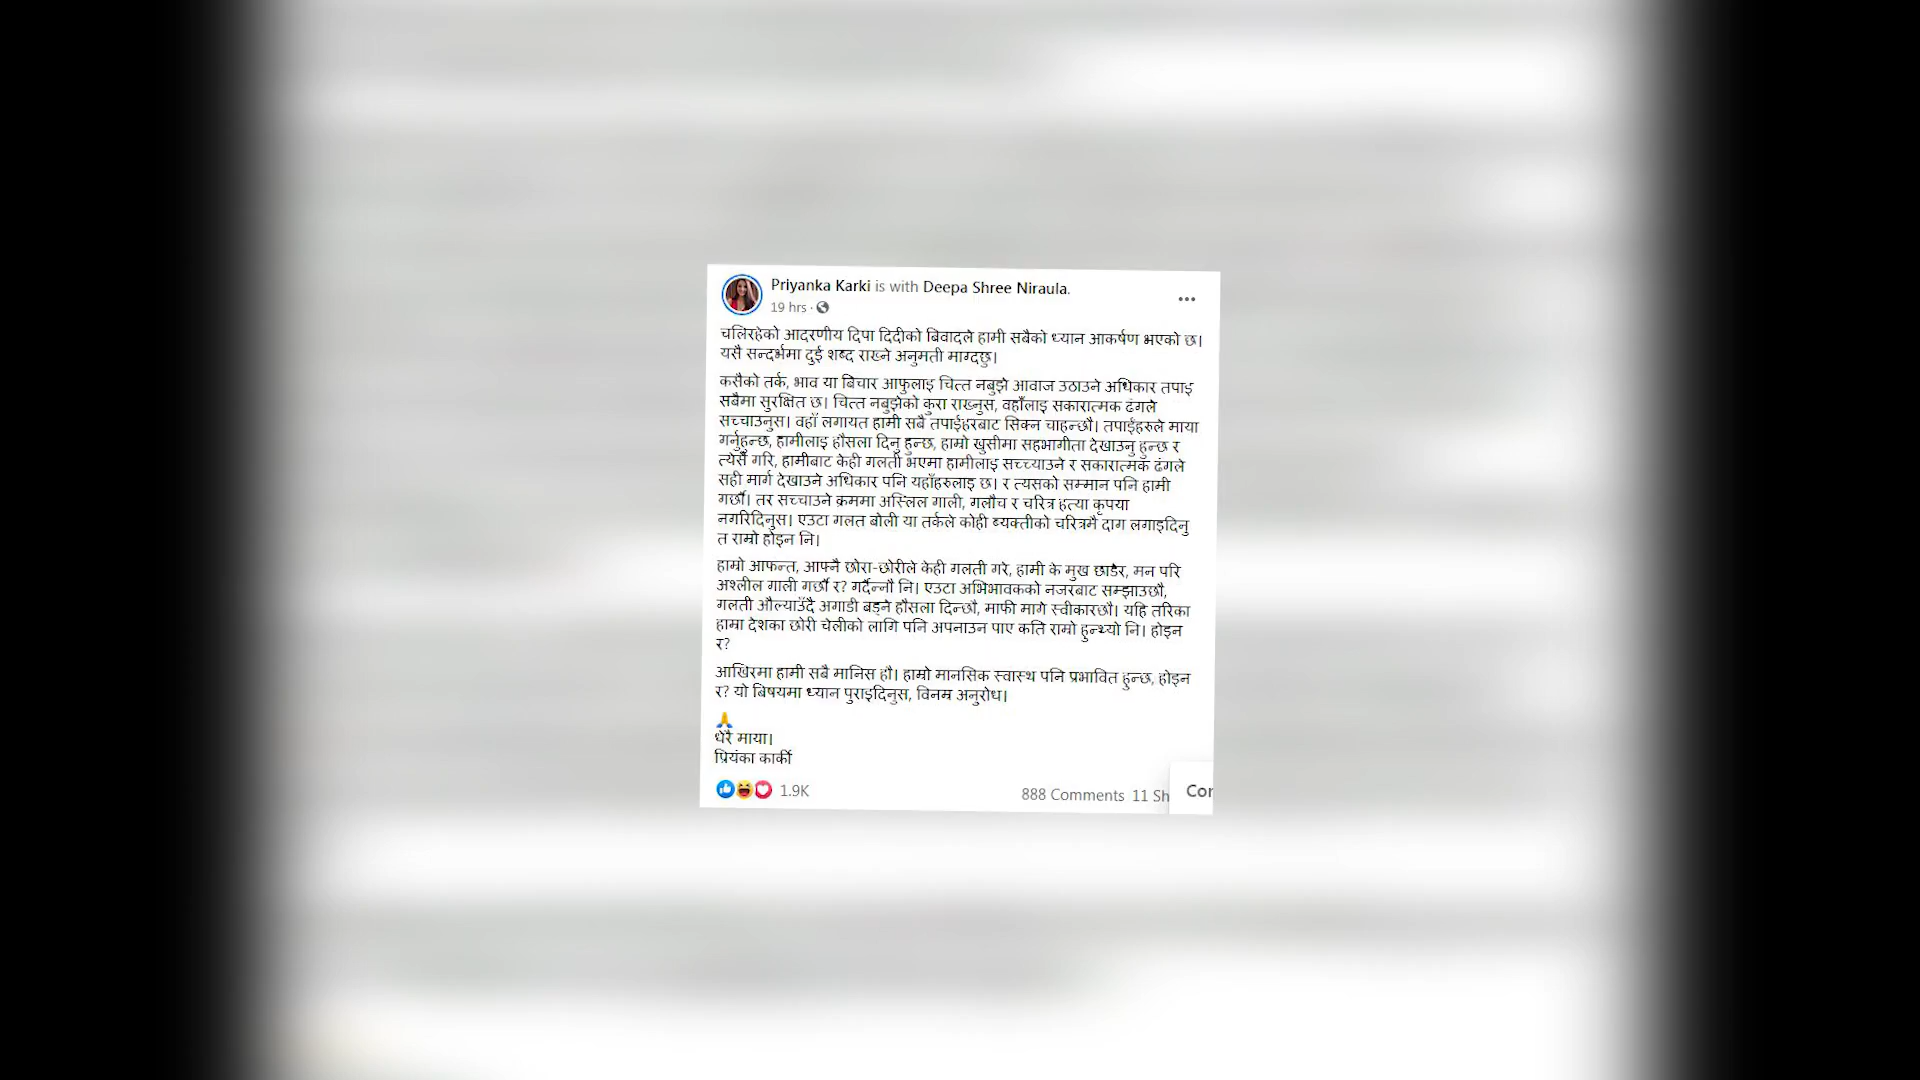 Priyanka Karki is with Deepa Shree Niraula.
19 hrs ·
चलिरहेको आदरणीय दिपा दिदीको बिवादले हामी सबैको ध्यान आकर्षण भएको छ।
यसै सन्दर्भमा दुई शब्द राख्ने अनुमती माग्दछु।
कसैको तर्क, भाव या बिचार आफुलाइ चित्त नबुझे आवाज उठाउने अधिकार तपाइ
सबैमा सुरक्षित छ। चित्त नबुझेको कुरा राख्नुस, वहाँलाइ सकारात्मक ढंगले
सच्चाउनुस। वहाँ लगायत हामी सबै तपाईहरबाट सिक्न चाहन्छौ। तपाईहरुले माया
गर्नुहुन्छ, हामीलाइ हौसला दिनु हुन्छ, हाम्रो खुसीमा सहभागीता देखाउनु हुन्छ र
त्येसै गरि, हामीबाट केही गलती भएमा हामीलाइ सच्च्याउने र सकारात्मक ढंगले
सही मार्ग देखाउने अधिकार पनि यहाँहरुलाइ छ। र त्यसको सम्मान पनि हामी
गर्छौ। तर सच्चाउने क्रममा अस्लिल गाली, गलौच र चरित्र हत्या कृपया
नगरिदिनुस। एउटा गलत बोली या तर्कले कोही ब्यक्तीको चरित्रमै दाग लगाइदिनु
त राम्रो होइन नि।
हाम्रो आफन्त, आफ्नै छोरा-छोरीले केही गलती गरे, हामी के मुख छाडेर, मन परि
अश्लील गाली गर्छौ र? गर्दैन्नौ नि। एउटा अभिभावकको नजरबाट सम्झाउछौ,
गलती औल्याउँदै अगाडी बड्ने हौसला दिन्छौ, माफी मागे स्वीकारछौ। यहि तरिका
हाम्रा देशका छोरी चेलीको लागि पनि अपनाउन पाए कति राम्रो हुन्थ्यो नि। होइन
र?
आखिरमा हामी सबै मानिस हौ। हाम्रो मानसिक स्वास्थ पनि प्रभावित हुन्छ, होइन
र? यो बिषयमा ध्यान पुराइदिनुस, विनम्र अनुरोध।
🙏
धेरै माया।
प्रियंका कार्की
1.9K 888 Comments 11 Sh Cor